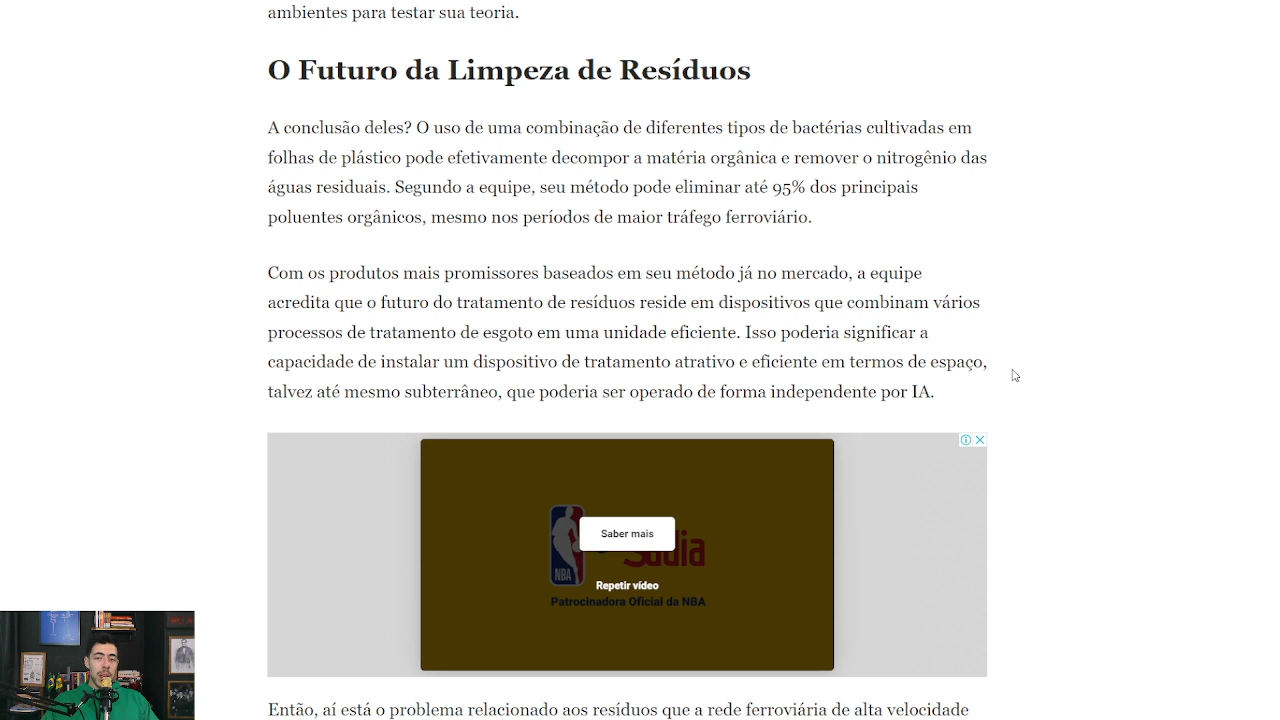 ambientes para testar sua teoria.
O Futuro da Limpeza de Resíduos
A conclusão deles? O uso de uma combinação de diferentes tipos de bactérias cultivadas em
folhas de plástico pode efetivamente decompor a matéria orgânica e remover o nitrogênio das
águas residuais. Segundo a equipe, seu método pode eliminar até 95% dos principais
poluentes orgânicos, mesmo nos períodos de maior tráfego ferroviário.
Com os produtos mais promissores baseados em seu método já no mercado, a equipe
acredita que o futuro do tratamento de resíduos reside em dispositivos que combinam vários
processos de tratamento de esgoto em uma unidade eficiente. Isso poderia significar a
capacidade de instalar um dispositivo de tratamento atrativo e eficiente em termos de espaço,
talvez até mesmo subterrâneo, que poderia ser operado de forma independente por IA.
Saber mais
NBA
Repetir vídeo
Patrocinadora Oficial da NBA
Então, aí está o problema relacionado aos resíduos que a rede ferroviária de alta velocidade